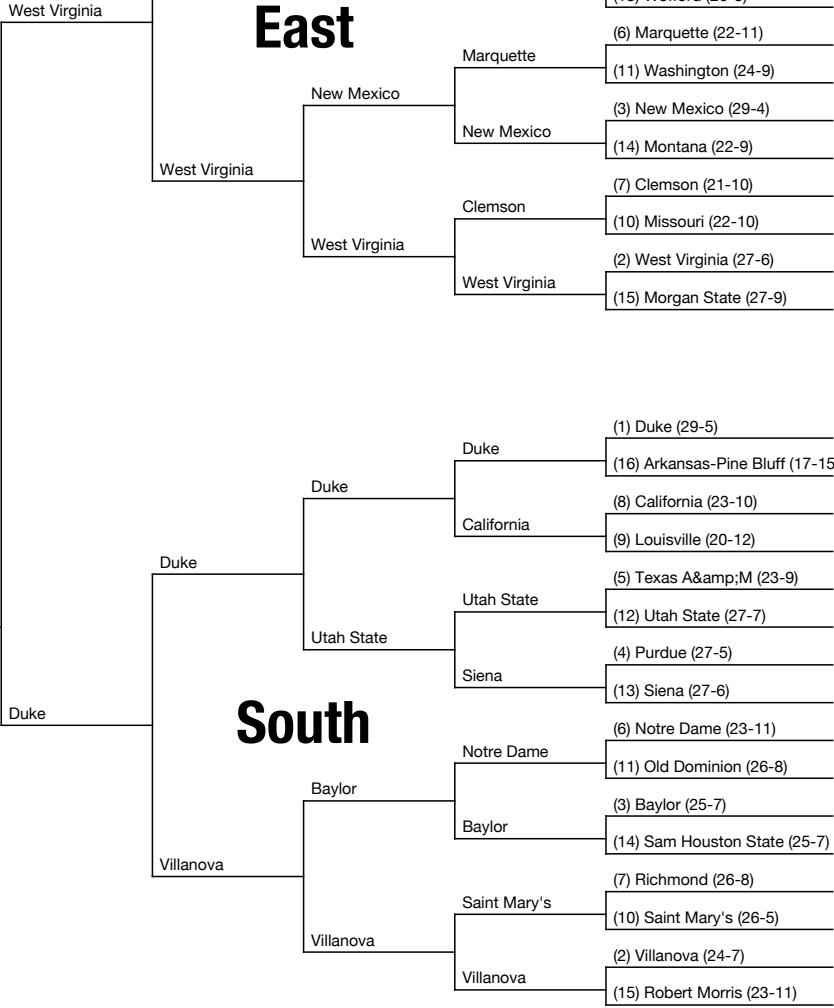 West Virginia
East
(6) Marquette (22-11)
Marquette
(11) Washington (24-9)
New Mexico
(3) New Mexico (29-4)
New Mexico
(14) Montana (22-9)
West Virginia
(7) Clemson (21-10)
Clemson
(10) Missouri (22-10)
West Virginia
(2) West Virginia (27-6)
West Virginia
(15) Morgan State (27-9)
(1) Duke (29-5)
Duke
(16) Arkansas-Pine Bluff (17-15
Duke
(8) California (23-10)
California
(9) Louisville (20-12)
Duke
(5) Texas A&amp;M (23-9)
Utah State
(12) Utah State (27-7)
Utah State
(4) Purdue (27-5)
Siena
(13) Siena (27-6)
Duke
South
(6) Notre Dame (23-11)
Notre Dame
(11) Old Dominion (26-8)
Baylor
(3) Baylor (25-7)
Baylor
(14) Sam Houston State (25-7)
Villanova
(7) Richmond (26-8)
Saint Mary's
(10) Saint Mary's (26-5)
Villanova
(2) Villanova (24-7)
Villanova
(15) Robert Morris (23-11)